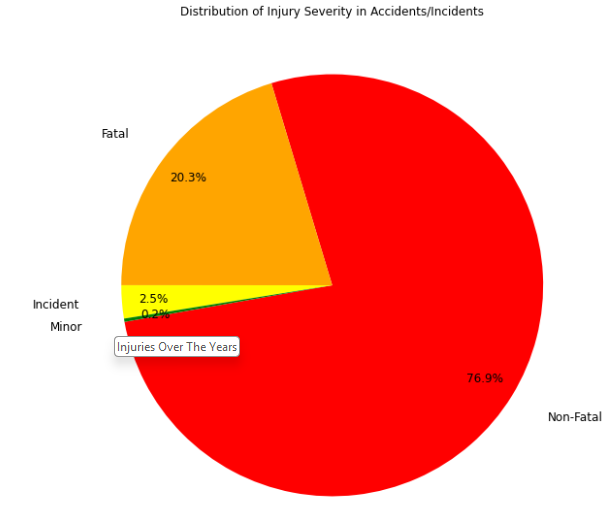 Distribution of Injury Severity in Accidents/Incidents
Fatal
20.3%
2.5%
Incident
0.2%
Minor
Injuries Over The Years
76.9%
Non-Fatal